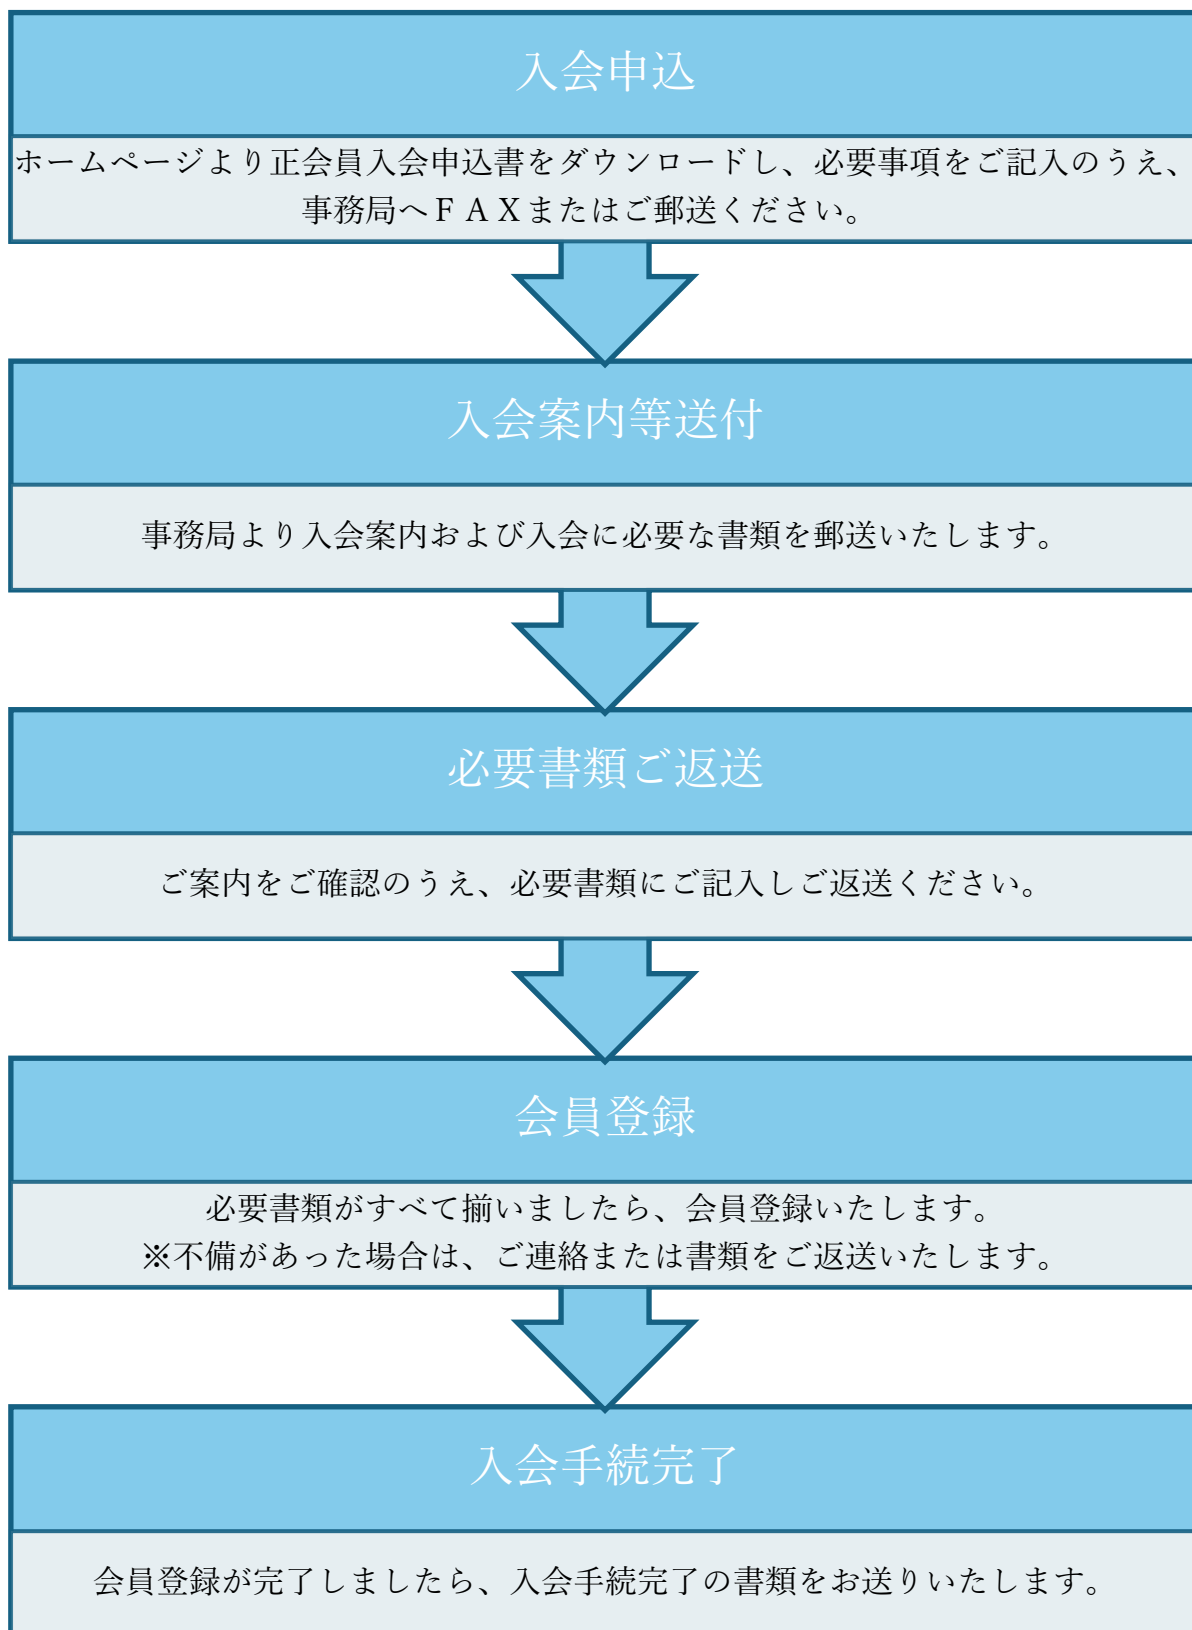 入会申込
ホームページより正会員入会申込書をダウンロードし、必要事項をご記入のうえ、
事務局へＦＡＸまたはご郵送ください。
入会案内等送付
事務局より入会案内および入会に必要な書類を郵送いたします。
必要書類ご返送
ご案内をご確認のうえ、必要書類にご記入しご返送ください。
会員登録
必要書類がすべて揃いましたら、会員登録いたします。
※不備があった場合は、ご連絡または書類をご返送いたします。
入会手続完了
会員登録が完了しましたら、入会手続完了の書類をお送りいたします。